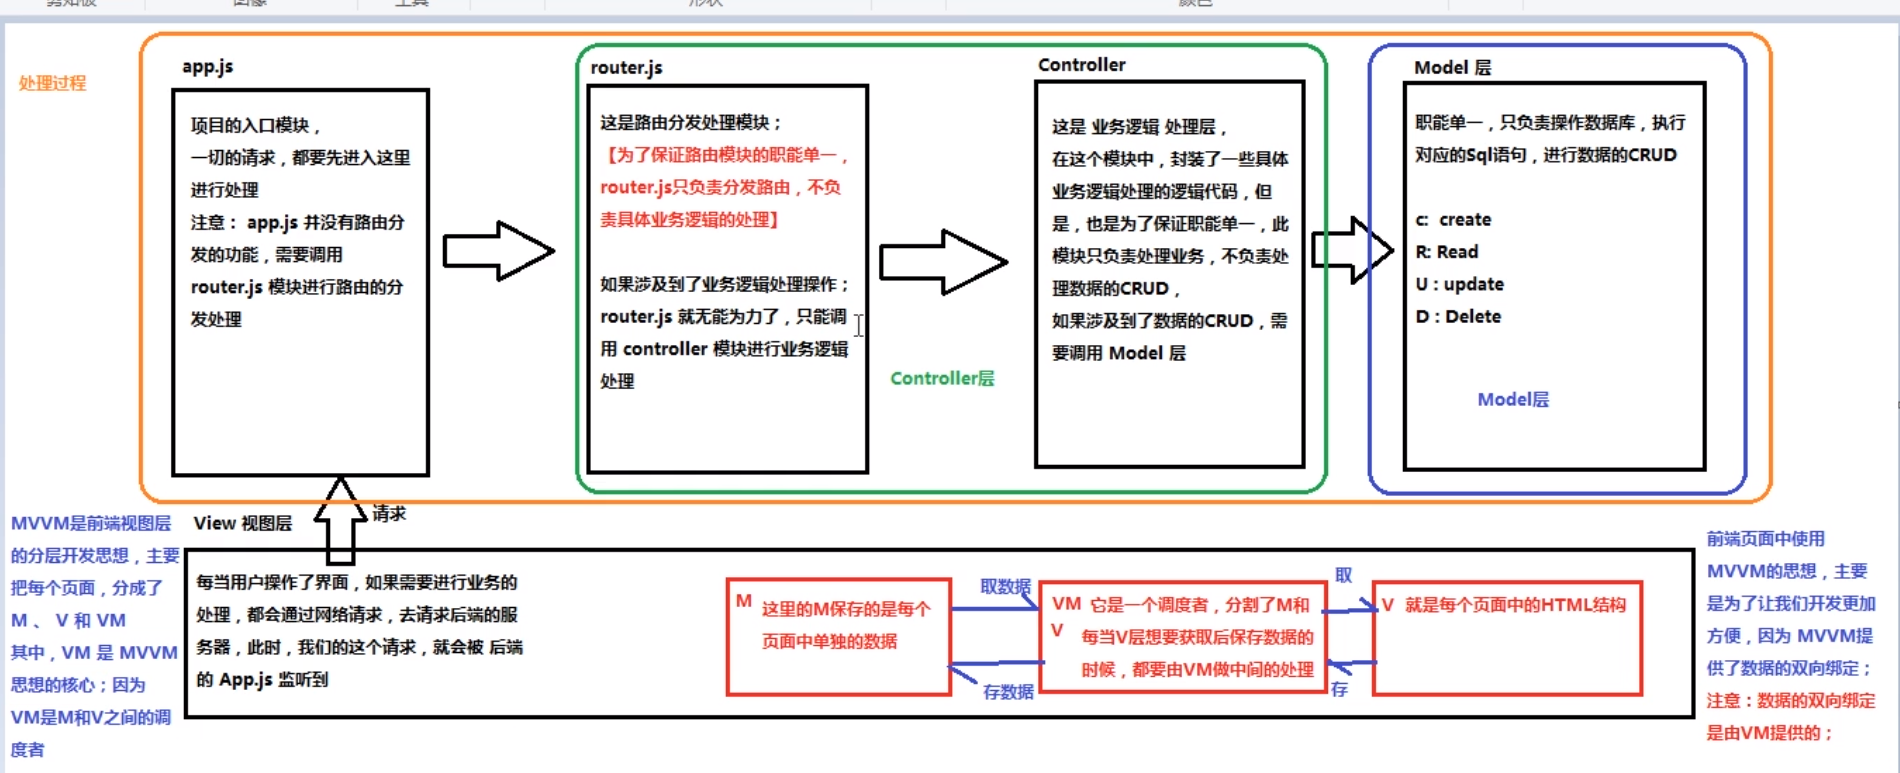 剪贴板
图像
工具
形状
颜色
处理过程
app.js
项目的入口模块，
一切的请求，都要先进入这里
进行处理
注意： app.js 并没有路由分
发的功能，需要调用
router.js 模块进行路由的分
发处理
router.js
这是路由分发处理模块；
【为了保证路由模块的职能单一，
router.js只负责分发路由，不负
责具体业务逻辑的处理】
如果涉及到了业务逻辑处理操作；
router.js 就无能为力了，只能调
用 controller 模块进行业务逻辑
处理
Controller层
Controller
这是 业务逻辑 处理层，
在这个模块中，封装了一些具体
业务逻辑处理的逻辑代码，但
是，也是为了保证职能单一，此
模块只负责处理业务，不负责处
理数据的CRUD，
如果涉及到了数据的CRUD，需
要调用 Model 层
Model 层
职能单一，只负责操作数据库，执行
对应的Sql语句，进行数据的CRUD
c: create
R: Read
U : update
D : Delete
Model层
请求
MVVM是前端视图层
的分层开发思想，主要
把每个页面，分成了
M 、 V 和 VM
其中，VM 是 MVVM
思想的核心；因为
VM是M和V之间的调
度者
View 视图层
每当用户操作了界面，如果需要进行业务的
处理，都会通过网络请求，去请求后端的服
务器，此时，我们的这个请求，就会被 后端
的 App.js 监听到
M 这里的M保存的是每个
页面中单独的数据
取数据
存数据
VM 它是一个调度者，分割了M和
V
每当V层想要获取后保存数据的
时候，都要由VM做中间的处理
取
存
V 就是每个页面中的HTML结构
前端页面中使用
MVVM的思想，主要
是为了让我们开发更加
方便，因为 MVVM提
供了数据的双向绑定；
注意：数据的双向绑定
是由VM提供的；